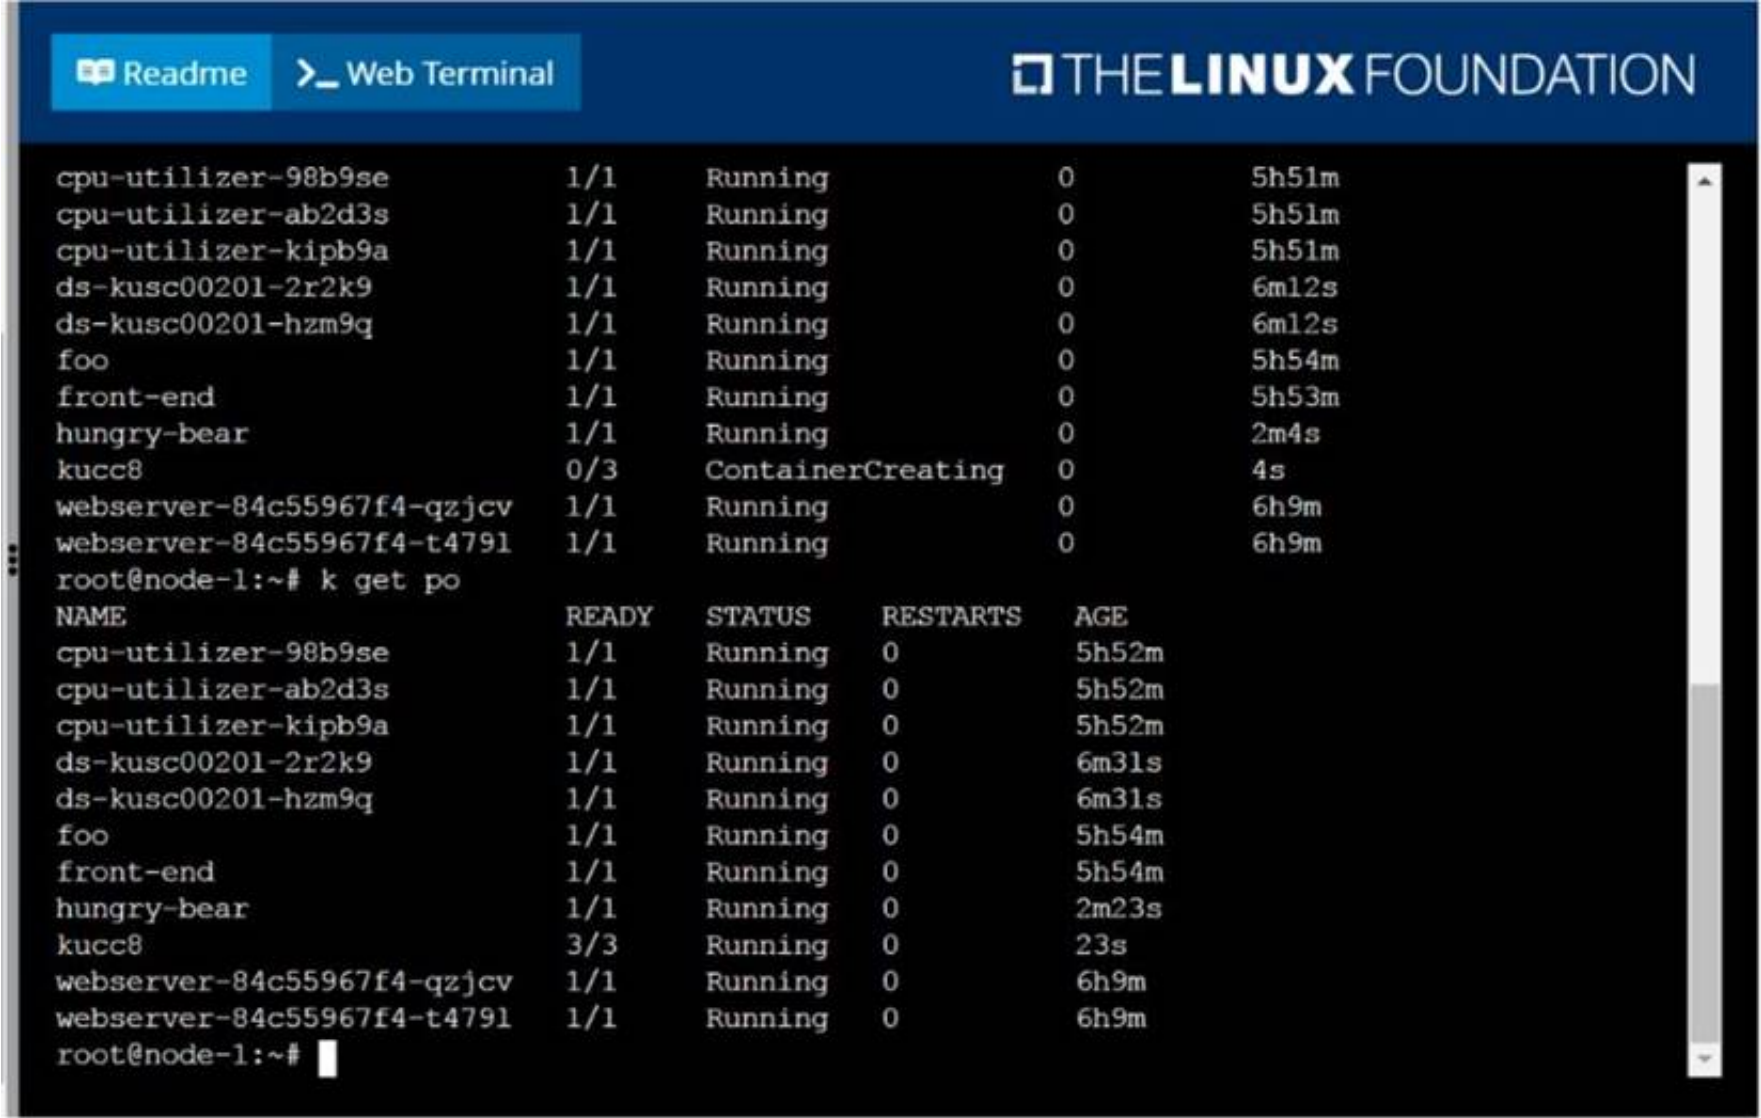 Readme >_ Web Terminal THE LINUX FOUNDATION
cpu-utilizer-98b9se 1/1 Running 0 5h51m
cpu-utilizer-ab2d3s 1/1 Running 0 5h51m
cpu-utilizer-kipb9a 1/1 Running 0 5h51m
ds-kusc00201-2r2k9 1/1 Running 0 6m12s
ds-kusc00201-hzm9q 1/1 Running 0 6m12s
foo 1/1 Running 0 5h54m
front-end 1/1 Running 0 5h53m
hungry-bear 1/1 Running 0 2m4s
kucc8 0/3 ContainerCreating 0 4s
webserver-84c55967f4-qzjcv 1/1 Running 0 6h9m
webserver-84c55967f4-t479l 1/1 Running 0 6h9m
root@node-1:~# k get po
NAME READY STATUS RESTARTS AGE
cpu-utilizer-98b9se 1/1 Running 0 5h52m
cpu-utilizer-ab2d3s 1/1 Running 0 5h52m
cpu-utilizer-kipb9a 1/1 Running 0 5h52m
ds-kusc00201-2r2k9 1/1 Running 0 6m31s
ds-kusc00201-hzm9q 1/1 Running 0 6m31s
foo 1/1 Running 0 5h54m
front-end 1/1 Running 0 5h54m
hungry-bear 1/1 Running 0 2m23s
kucc8 3/3 Running 0 23s
webserver-84c55967f4-qzjcv 1/1 Running 0 6h9m
webserver-84c55967f4-t479l 1/1 Running 0 6h9m
root@node-1:~#